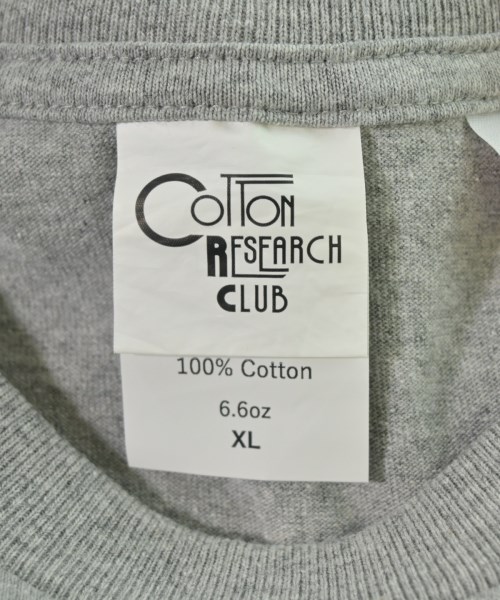 COTTON
RESEARCH
CLUB
100% Cotton
6.6oz
XL